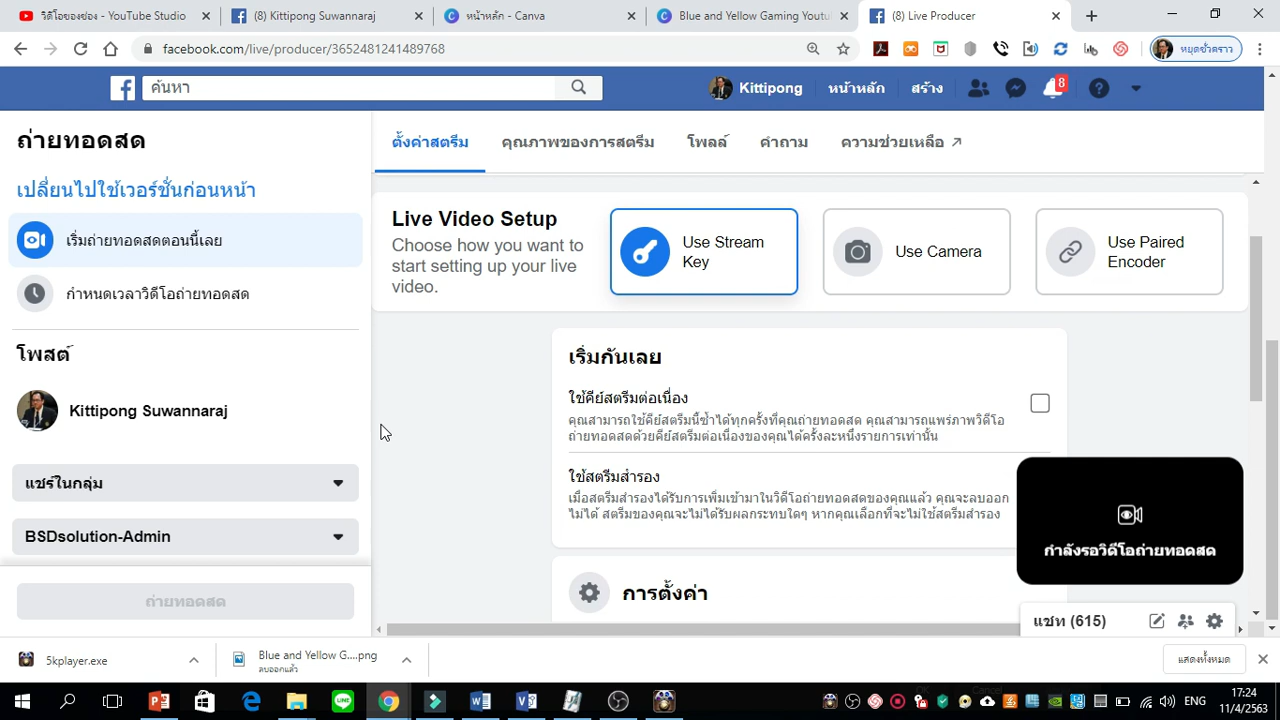 วิดีโอของช่อง - YouTube Studio
(8) Kittipong Suwannaraj
หน้าหลัก - Canva
Blue and Yellow Gaming Youtu
(8) Live Producer
facebook.com/live/producer/3652481241489768
หยุดชั่วคราว
ค้นหา
Kittipong
หน้าหลัก
สร้าง
8
ถ่ายทอดสด
เปลี่ยนไปใช้เวอร์ชั่นก่อนหน้า
เริ่มถ่ายทอดสดตอนนี้เลย
กำหนดเวลาวิดีโอถ่ายทอดสด
โพสต์
Kittipong Suwannaraj
แชร์ในกลุ่ม
BSDsolution-Admin
ถ่ายทอดสด
ตั้งค่าสตรีม
คุณภาพของการสตรีม
โพลล์
คำถาม
ความช่วยเหลือ
Live Video Setup
Choose how you want to
start setting up your live
video.
Use Stream
Key
Use Camera
Use Paired
Encoder
เริ่มกันเลย
ใช้คีย์สตรีมต่อเนื่อง
คุณสามารถใช้คีย์สตรีมนี้ซ้ำได้ทุกครั้งที่คุณถ่ายทอดสด คุณสามารถแพร่ภาพวิดีโอ
ถ่ายทอดสดด้วยคีย์สตรีมต่อเนื่องของคุณได้ครั้งละหนึ่งรายการเท่านั้น
ใช้สตรีมสำรอง
เมื่อสตรีมสำรองได้รับการเพิ่มเข้ามาในวิดีโอถ่ายทอดสดของคุณแล้ว คุณจะลบออก
ไม่ได้ สตรีมของคุณจะไม่ได้รับผลกระทบใดๆ หากคุณเลือกที่จะไม่ใช้สตรีมสำรอง
กำลังรอวิดีโอถ่ายทอดสด
การตั้งค่า
แชท (615)
5kplayer.exe
Blue and Yellow G....png
ลบออกแล้ว
แสดงทั้งหมด
ENG
17:24
11/4/2563